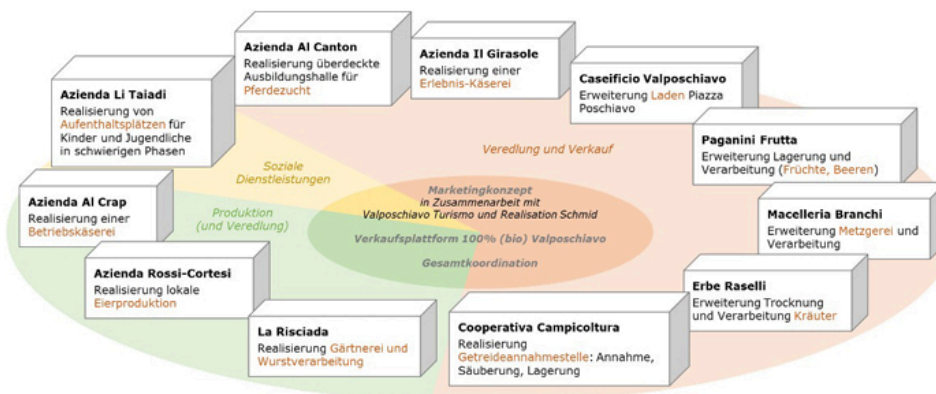 Azienda Al Canton
Realisierung überdeckte
Ausbildungshalle für
Pferdezucht
Azienda Il Girasole
Realisierung einer
Erlebnis-Käserei
Caseificio Valposchiavo
Erweiterung Laden Piazza
Poschiavo
Azienda Li Taiadi
Realisierung von
Aufenthaltsplätzen für
Kinder und Jugendliche
in schwierigen Phasen
Paganini Frutta
Erweiterung Lagerung und
Verarbeitung (Früchte, Beeren)
Soziale
Dienstleistungen
Veredlung und Verkauf
Azienda Al Crap
Realisierung einer
Betriebskäserei
Produktion
(und Veredlung)
Marketingkonzept
in Zusammenarbeit mit
Valposchiavo Turismo und Realisation Schmid
Verkaufsplattform 100% (bio) Valposchiavo
Gesamtkoordination
Macelleria Branchi
Erweiterung Metzgerei und
Verarbeitung
Azienda Rossi-Cortesi
Realisierung lokale
Eierproduktion
Erbe Raselli
Erweiterung Trocknung
und Verarbeitung Kräuter
La Risciada
Realisierung Gärtnerei und
Wurstverarbeitung
Cooperativa Campicoltura
Realisierung
Getreideannahmestelle: Annahme,
Säuberung, Lagerung